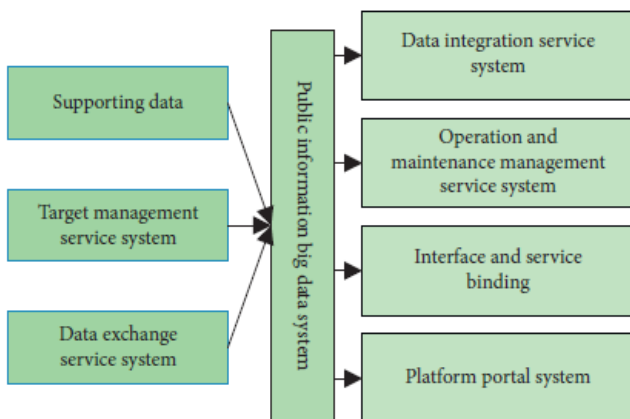 Supporting data
Target management
service system
Data exchange
service system
Public information big data system
Data integration service
system
Operation and
maintenance management
service system
Interface and service
binding
Platform portal system